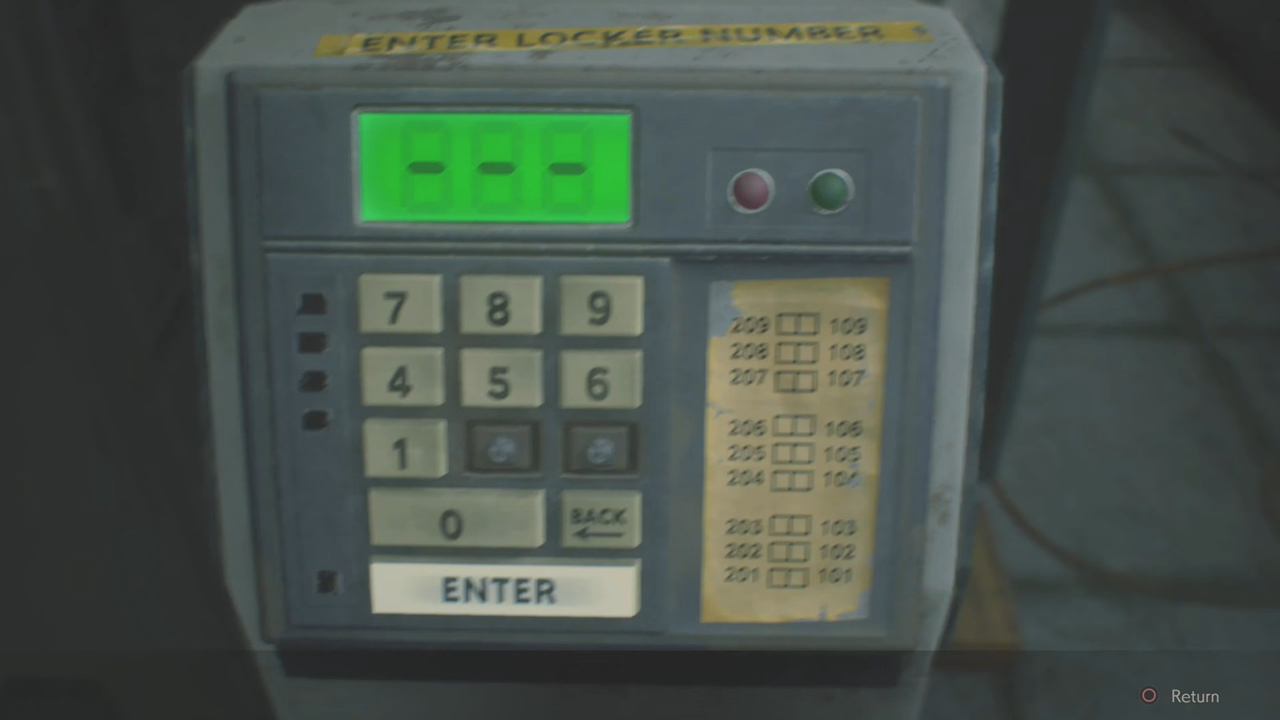 ENTER LOCKER NUMBER
- - -
7 8 9
4 5 6
1
0 BACK
ENTER
209 109
208 108
207 107
206 106
205 105
204 104
203 103
202 102
201 101
Return